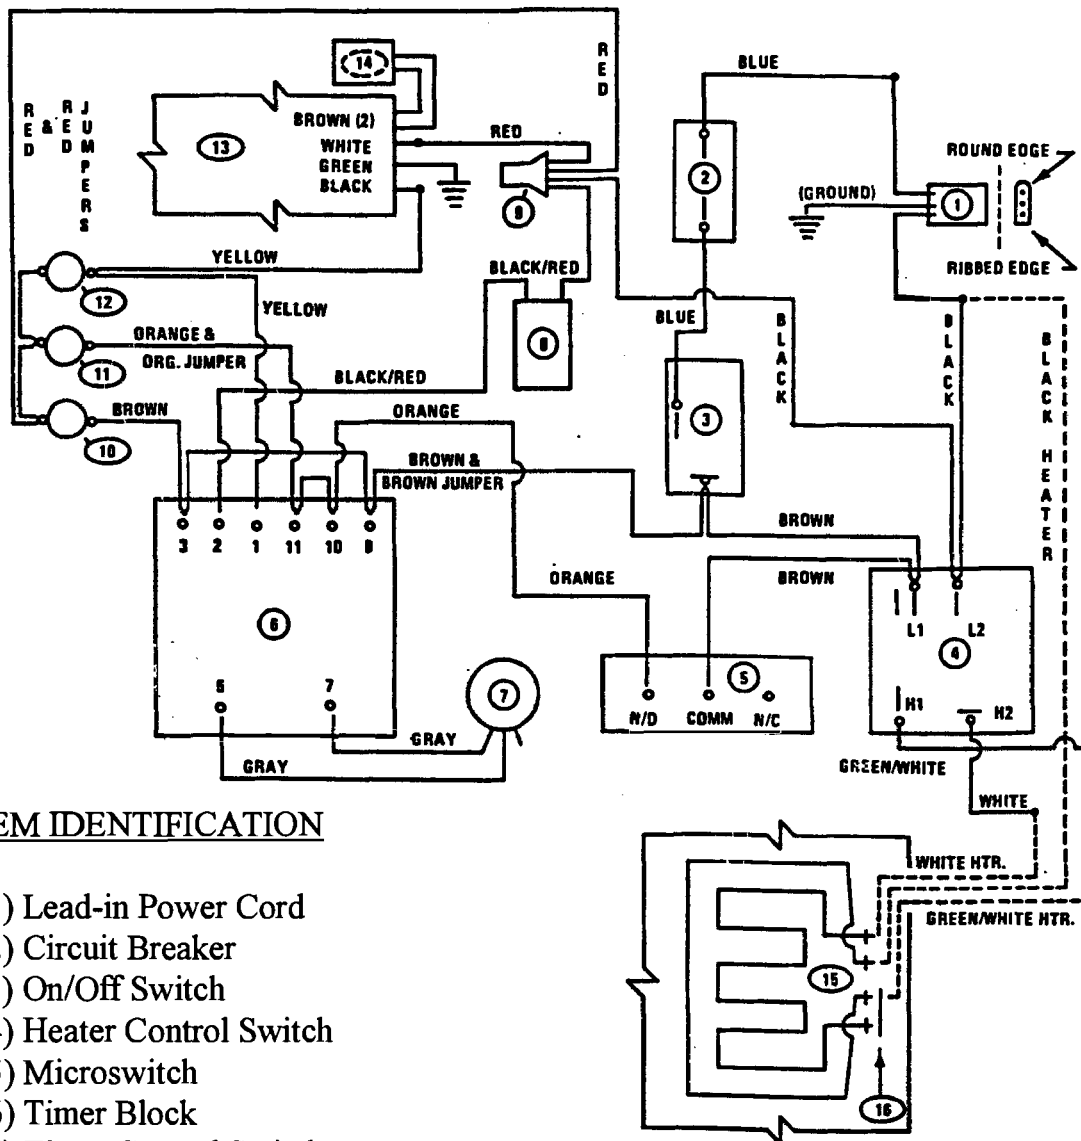 RED
14
BLUE
RED & RED JUMPERS
BROWN (2)
13
WHITE
GREEN
BLACK
RED
9
2
ROUND EDGE
(GROUND)
1
RIBBED EDGE
YELLOW
12
YELLOW
BLACK/RED
8
BLUE
BLACK
BLACK
BLACK HEATER
ORANGE &
ORG. JUMPER
11
BLACK/RED
BROWN
10
ORANGE
3
BROWN &
BROWN JUMPER
BROWN
3 2 1 11 10 9
ORANGE
BROWN
L1 L2
6
4
5
N/O COMM N/C
5 7
7
H1 H2
GRAY
GRAY
GREEN/WHITE
WHITE
EM IDENTIFICATION
) Lead-in Power Cord
) Circuit Breaker
) On/Off Switch
) Heater Control Switch
) Microswitch
) Timer Block
WHITE HTR.
GREEN/WHITE HTR.
15
16